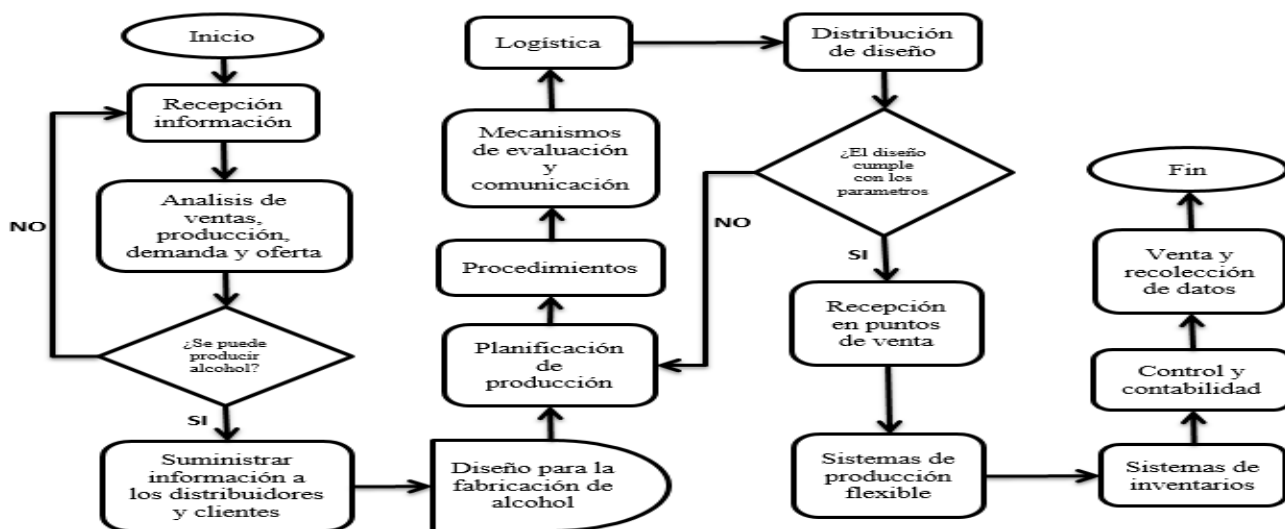 Inicio
Recepción
información
Analisis de
ventas,
producción,
demanda y oferta
NO
¿Se puede
producir
alcohol?
SI
Suministrar
información a
los distribuidores
y clientes
Diseño para la
fabricación de
alcohol
Planificación
de
producción
Procedimientos
Mecanismos
de evaluación
y
comunicación
Logística
Distribución
de diseño
¿El diseño
cumple
con los
parametros
NO
SI
Recepción
en puntos
de venta
Sistemas de
producción
flexible
Sistemas de
inventarios
Control y
contabilidad
Venta y
recolección
de datos
Fin